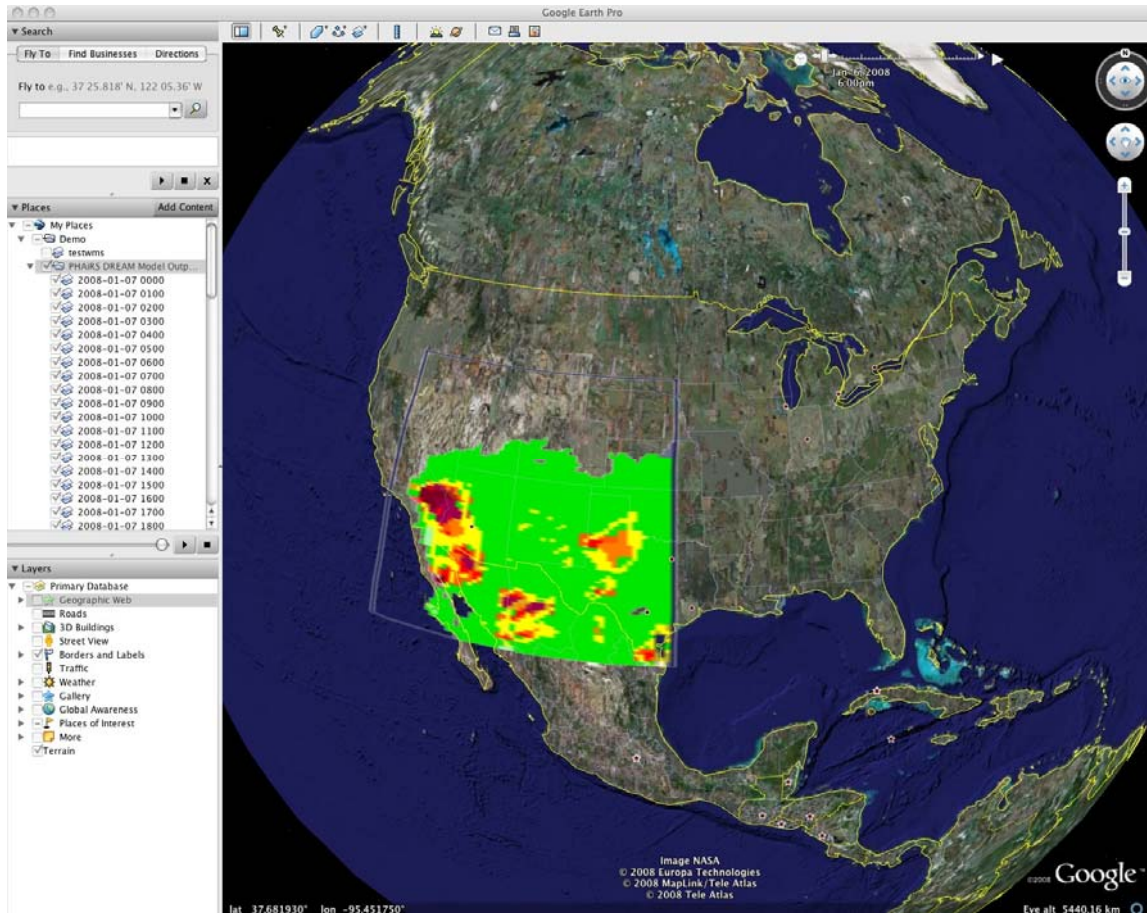 Google Earth Pro
Search
Fly To
Find Businesses
Directions
Fly to e.g., 37 25.818' N, 122 05.36' W
Places
Add Content
My Places
Demo
testwms
PHAiRS DREAM Model Outp...
2008-01-07 0000
2008-01-07 0100
2008-01-07 0200
2008-01-07 0300
2008-01-07 0400
2008-01-07 0500
2008-01-07 0600
2008-01-07 0700
2008-01-07 0800
2008-01-07 0900
2008-01-07 1000
2008-01-07 1100
2008-01-07 1200
2008-01-07 1300
2008-01-07 1400
2008-01-07 1500
2008-01-07 1600
2008-01-07 1700
2008-01-07 1800
Layers
Primary Database
Geographic Web
Roads
3D Buildings
Street View
Borders and Labels
Traffic
Weather
Gallery
Global Awareness
Places of Interest
More
Terrain
Jan 6, 2008
6:00pm
N
Image NASA
© 2008 Europa Technologies
© 2008 MapLink/Tele Atlas
© 2008 Tele Atlas
©2008 Google™
lat 37.681930° lon -95.451750°
Eye alt 5440.16 km